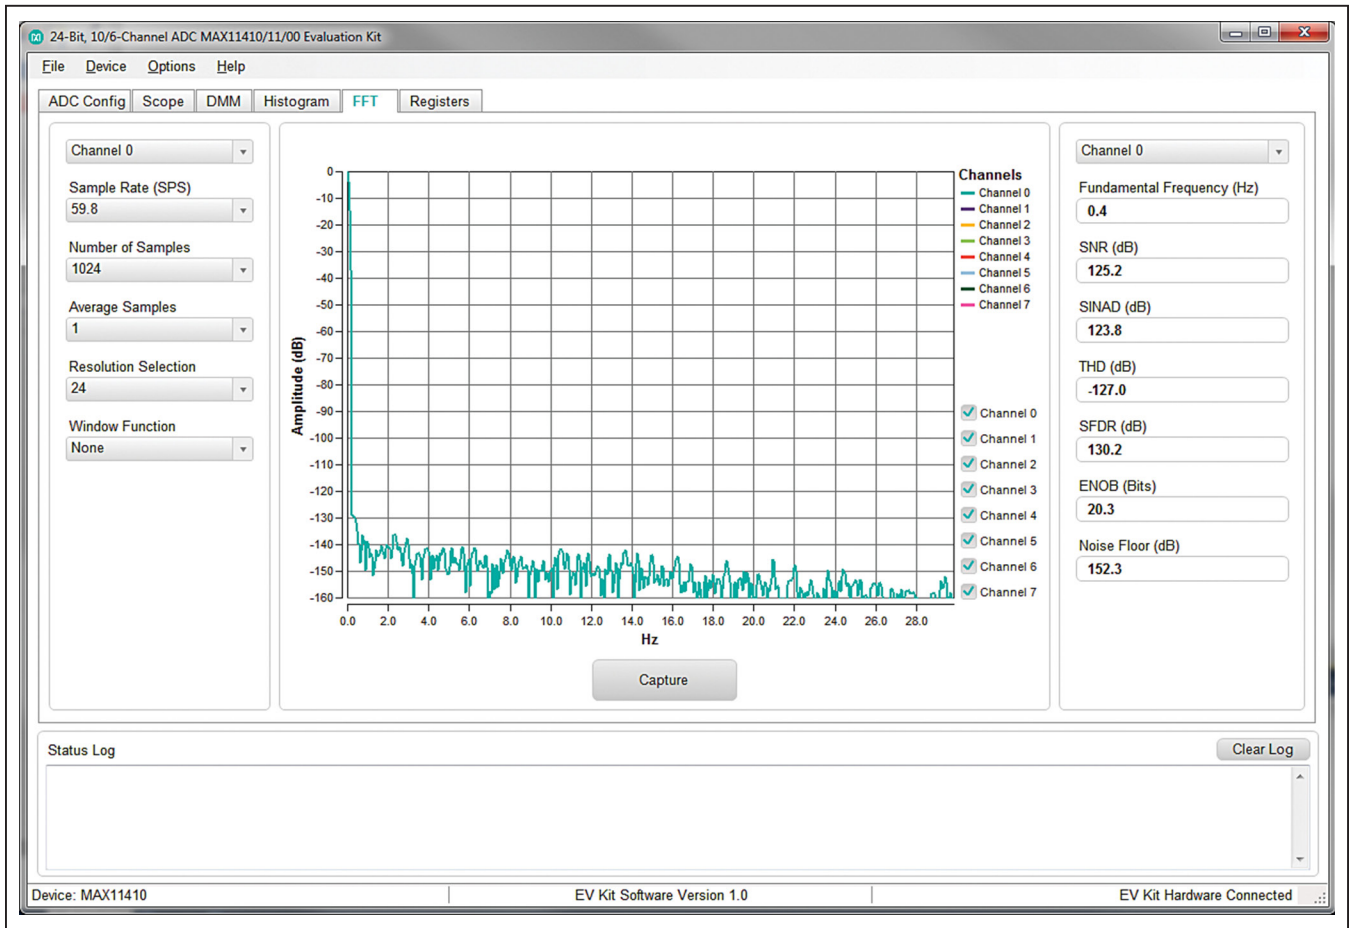 24-Bit, 10/6-Channel ADC MAX11410/11/00 Evaluation Kit
File Device Options Help
ADC Config Scope DMM Histogram FFT Registers
Channel 0
Sample Rate (SPS)
59.8
Number of Samples
1024
Average Samples
1
Resolution Selection
24
Window Function
None
Amplitude (dB)
0
-10
-20
-30
-40
-50
-60
-70
-80
-90
-100
-110
-120
-130
-140
-150
-160
0.0 2.0 4.0 6.0 8.0 10.0 12.0 14.0 16.0 18.0 20.0 22.0 24.0 26.0 28.0
Hz
Capture
Channels
Channel 0
Channel 1
Channel 2
Channel 3
Channel 4
Channel 5
Channel 6
Channel 7
Channel 0
Channel 1
Channel 2
Channel 3
Channel 4
Channel 5
Channel 6
Channel 7
Channel 0
Fundamental Frequency (Hz)
0.4
SNR (dB)
125.2
SINAD (dB)
123.8
THD (dB)
-127.0
SFDR (dB)
130.2
ENOB (Bits)
20.3
Noise Floor (dB)
152.3
Status Log
Clear Log
Device: MAX11410
EV Kit Software Version 1.0
EV Kit Hardware Connected